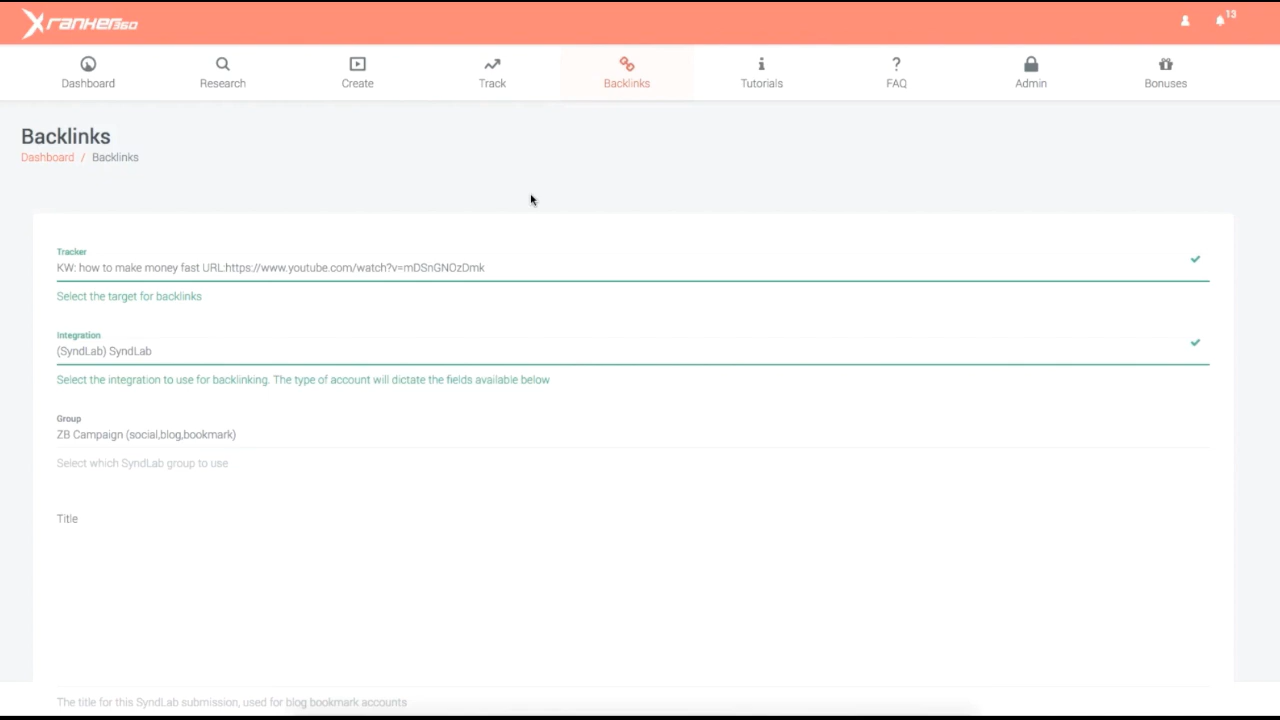 Xranker360
13
Dashboard Research Create Track Backlinks Tutorials FAQ Admin Bonuses
Backlinks
Dashboard / Backlinks
Tracker
KW: how to make money fast URL:https://www.youtube.com/watch?v=mDSnGNOzDmk
Select the target for backlinks
Integration
(SyndLab) SyndLab
Select the integration to use for backlinking. The type of account will dictate the fields available below
Group
ZB Campaign (social,blog,bookmark)
Select which SyndLab group to use
Title
The title for this SyndLab submission, used for blog bookmark accounts